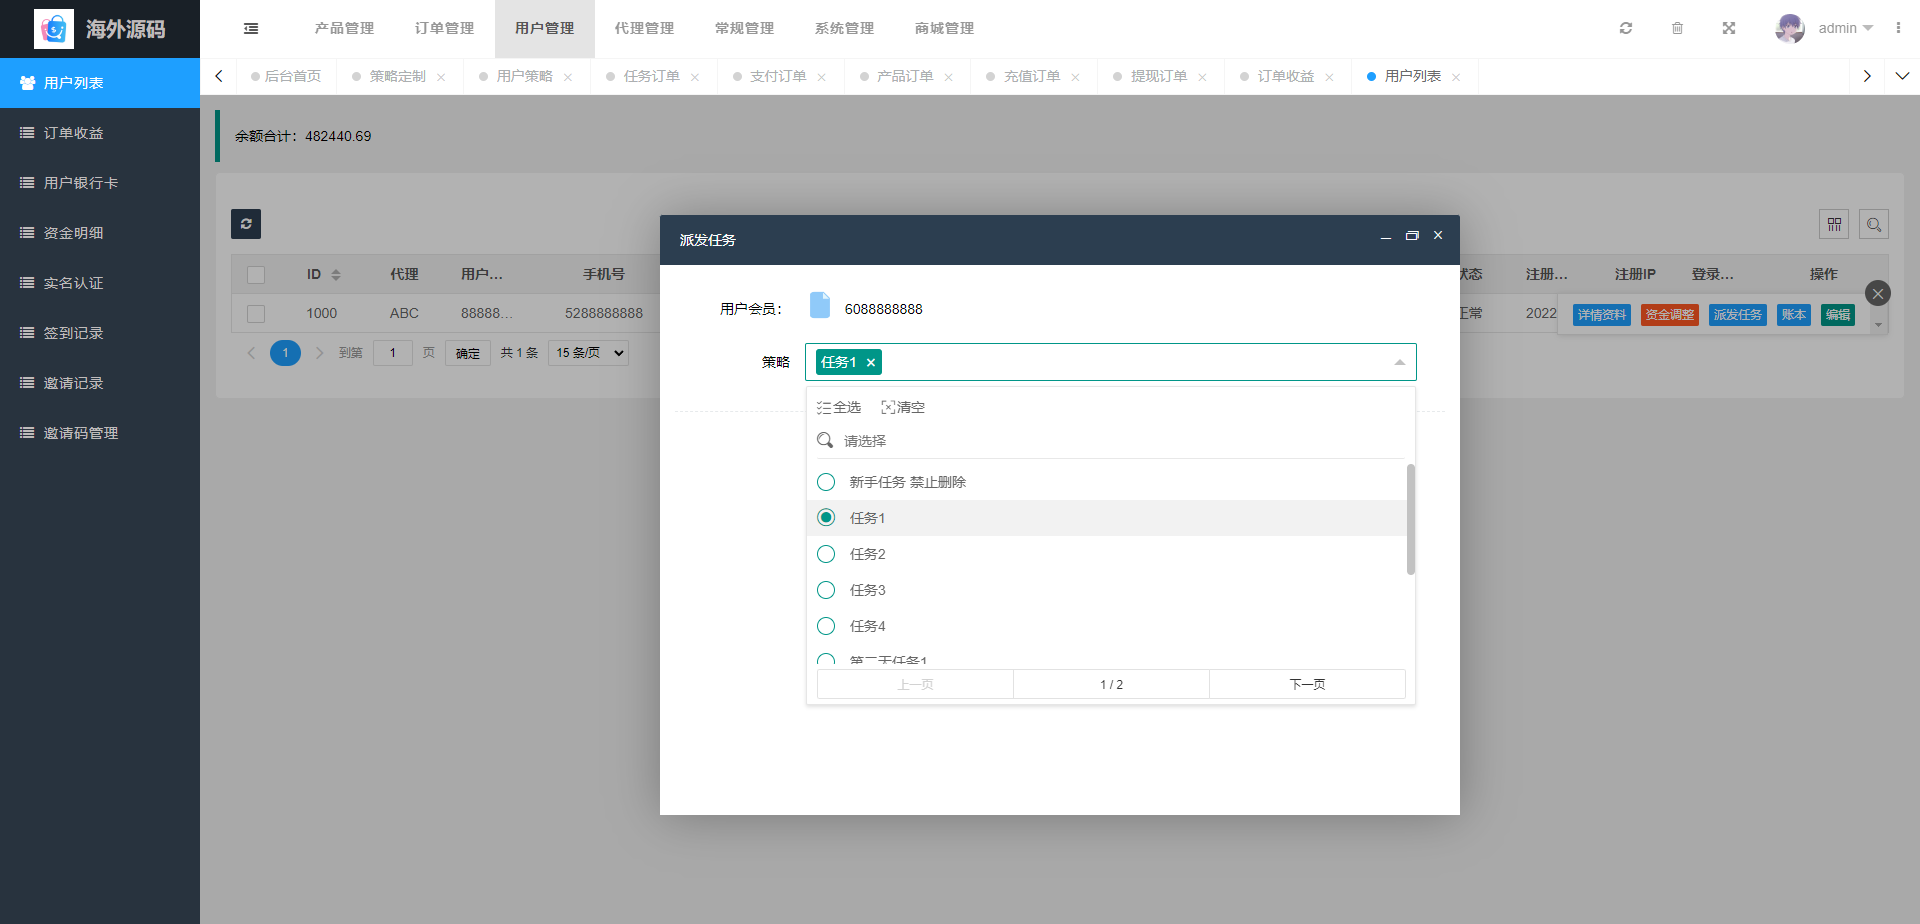 海外源码
产品管理 订单管理 用户管理 代理管理 常规管理 系统管理 商城管理
admin
后台首页 策略定制 用户策略 任务订单 支付订单 产品订单 充值订单 提现订单 订单收益 用户列表
用户列表
订单收益
用户银行卡
资金明细
实名认证
签到记录
邀请记录
邀请码管理
余额合计：482440.69
ID 代理 用户... 手机号 状态 注册... 注册IP 登录... 操作
1000 ABC 88888... 5288888888 正常 2022 详情资料 资金调整 派发任务 账本 编辑
1 到第 1 页 确定 共 1 条 15 条/页
派发任务
用户会员： 6088888888
策略 任务1
全选 清空
请选择
新手任务 禁止删除
任务1
任务2
任务3
任务4
第二天任务1
上一页 1 / 2 下一页